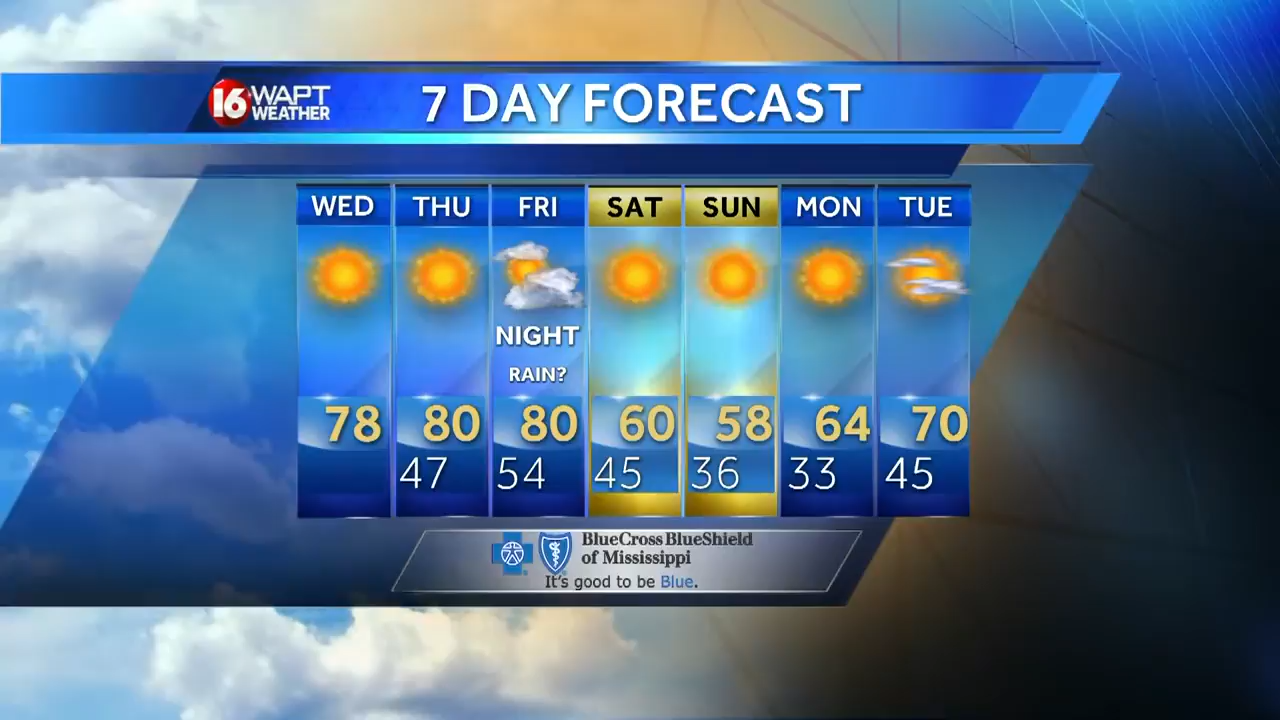 16 WAPT WEATHER
7 DAY FORECAST
WED THU FRI SAT SUN MON TUE
NIGHT
RAIN?
78 80 80 60 58 64 70
47 54 45 36 33 45
BlueCross BlueShield
of Mississippi
It's good to be Blue.